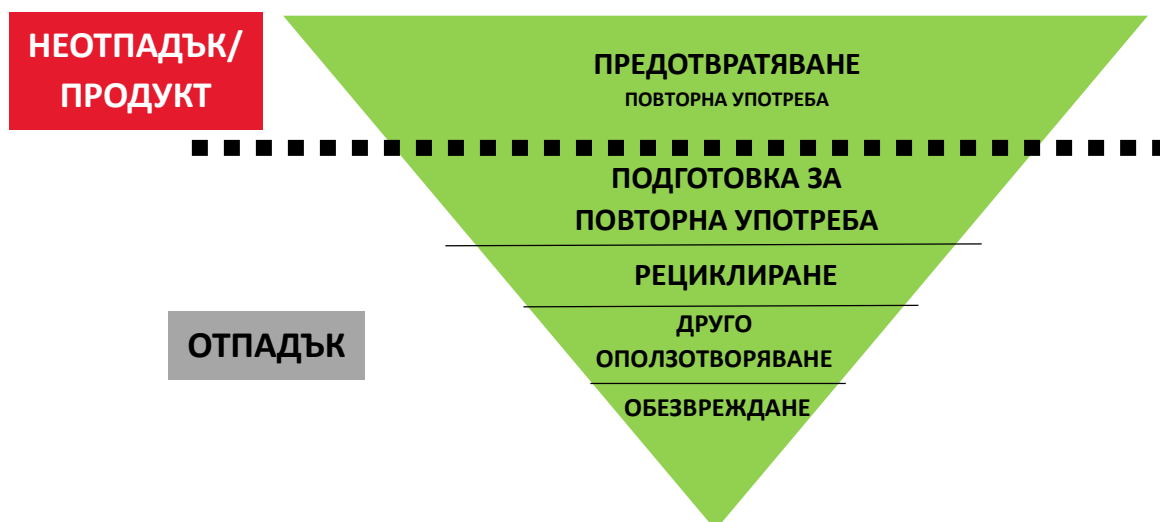 НЕОТПАДЪК/
ПРОДУКТ
ПРЕДОТВРАТЯВАНЕ
ПОВТОРНА УПОТРЕБА
ПОДГОТОВКА ЗА
ПОВТОРНА УПОТРЕБА
РЕЦИКЛИРАНЕ
ДРУГО
ОПОЛЗОТВОРЯВАНЕ
ОТПАДЪК
ОБЕЗВРЕЖДАНЕ